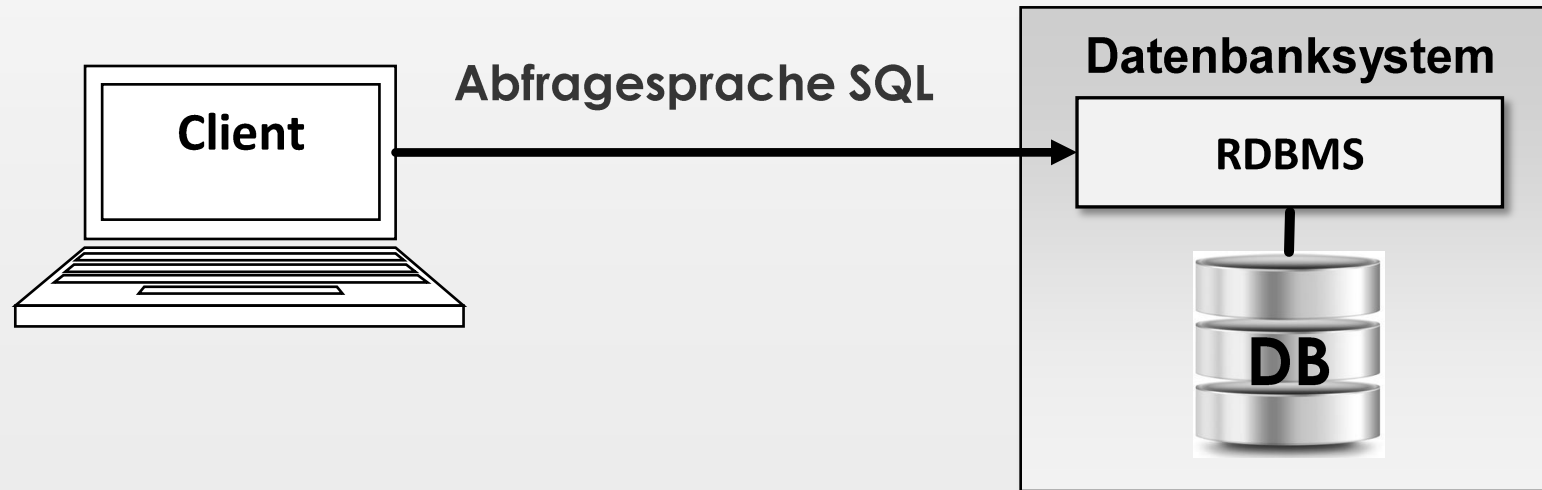 Datenbanksystem
Abfragesprache SQL
Client
RDBMS
DB